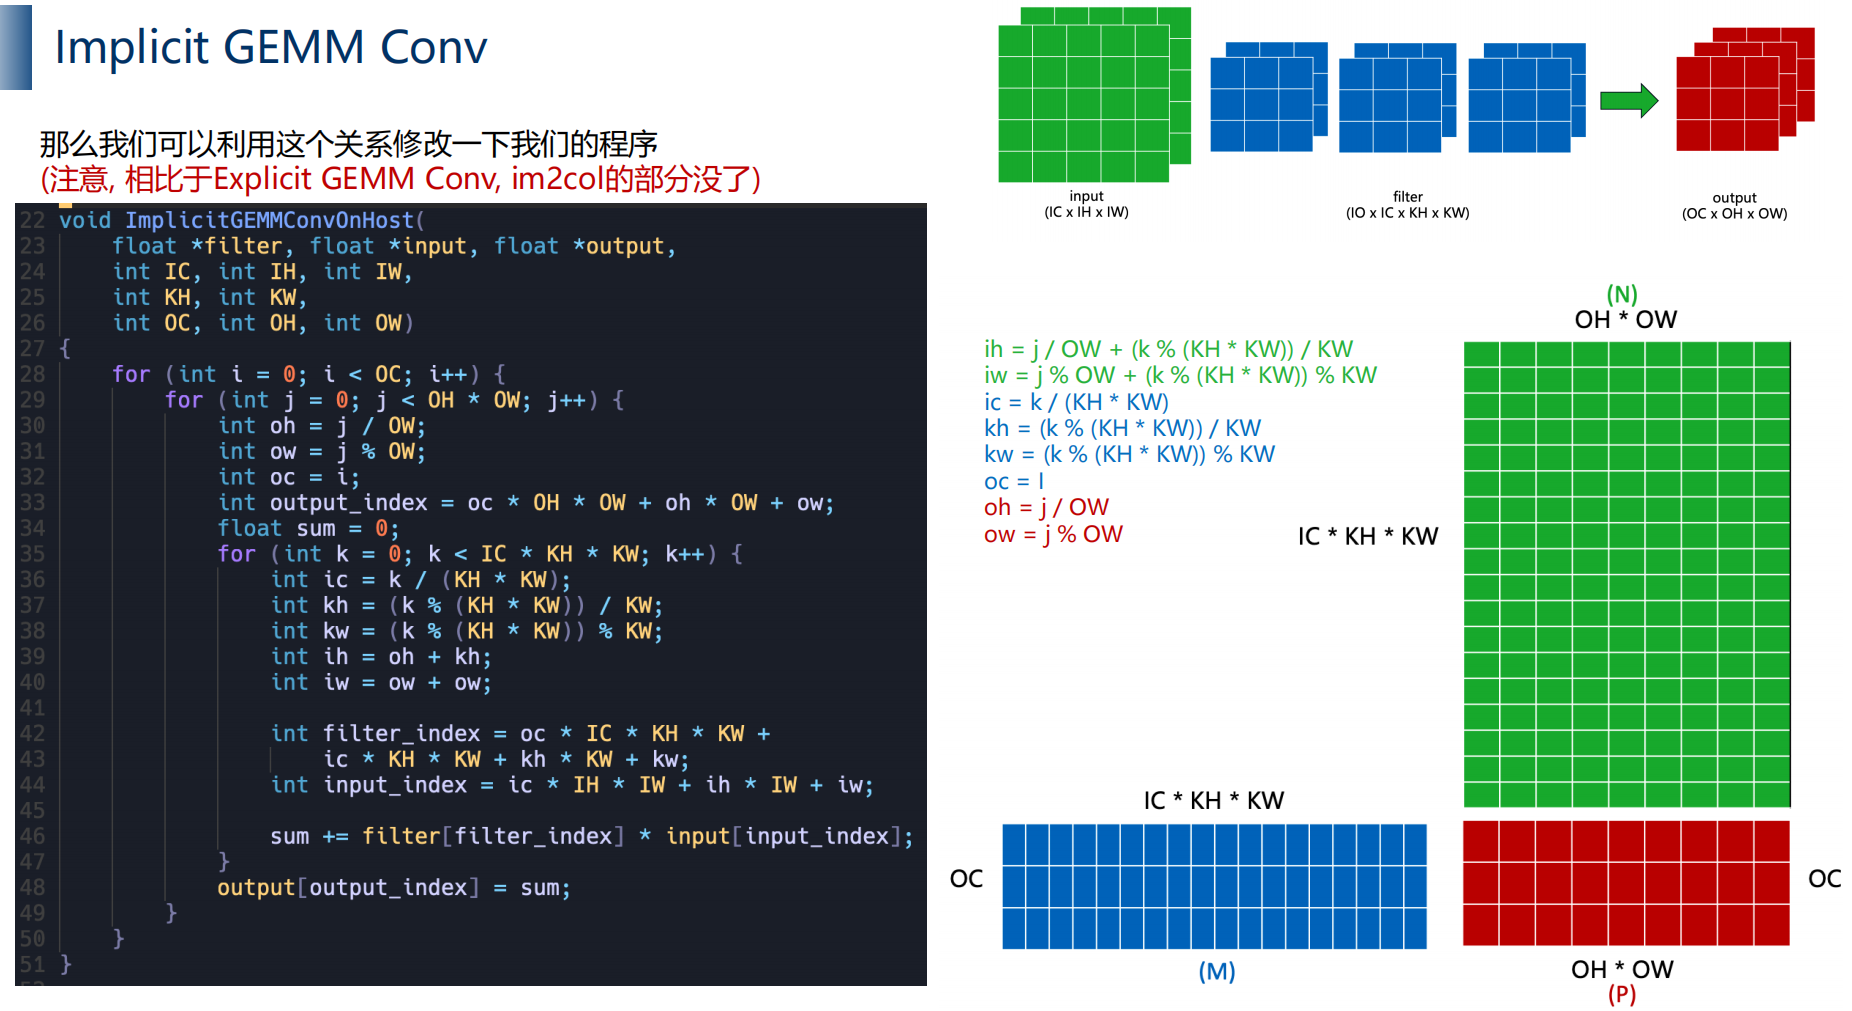 Implicit GEMM Conv
那么我们可以利用这个关系修改一下我们的程序
(注意, 相比于Explicit GEMM Conv, im2col的部分没了)
22 void ImplicitGEMMConvOnHost(
23 float *filter, float *input, float *output,
24 int IC, int IH, int IW,
25 int KH, int KW,
26 int OC, int OH, int OW)
27 {
28 for (int i = 0; i < OC; i++) {
29 for (int j = 0; j < OH * OW; j++) {
30 int oh = j / OW;
31 int ow = j % OW;
32 int oc = i;
33 int output_index = oc * OH * OW + oh * OW + ow;
34 float sum = 0;
35 for (int k = 0; k < IC * KH * KW; k++) {
36 int ic = k / (KH * KW);
37 int kh = (k % (KH * KW)) / KW;
38 int kw = (k % (KH * KW)) % KW;
39 int ih = oh + kh;
40 int iw = ow + ow;
41
42 int filter_index = oc * IC * KH * KW +
43 ic * KH * KW + kh * KW + kw;
44 int input_index = ic * IH * IW + ih * IW + iw;
45
46 sum += filter[filter_index] * input[input_index];
47 }
48 output[output_index] = sum;
49 }
50 }
51 }
input
(IC x IH x IW)
filter
(IO x IC x KH x KW)
output
(OC x OH x OW)
ih = j / OW + (k % (KH * KW)) / KW
iw = j % OW + (k % (KH * KW)) % KW
ic = k / (KH * KW)
kh = (k % (KH * KW)) / KW
kw = (k % (KH * KW)) % KW
oc = I
oh = j / OW
ow = j % OW
(N)
OH * OW
IC * KH * KW
IC * KH * KW
OC
(M)
OC
OH * OW
(P)